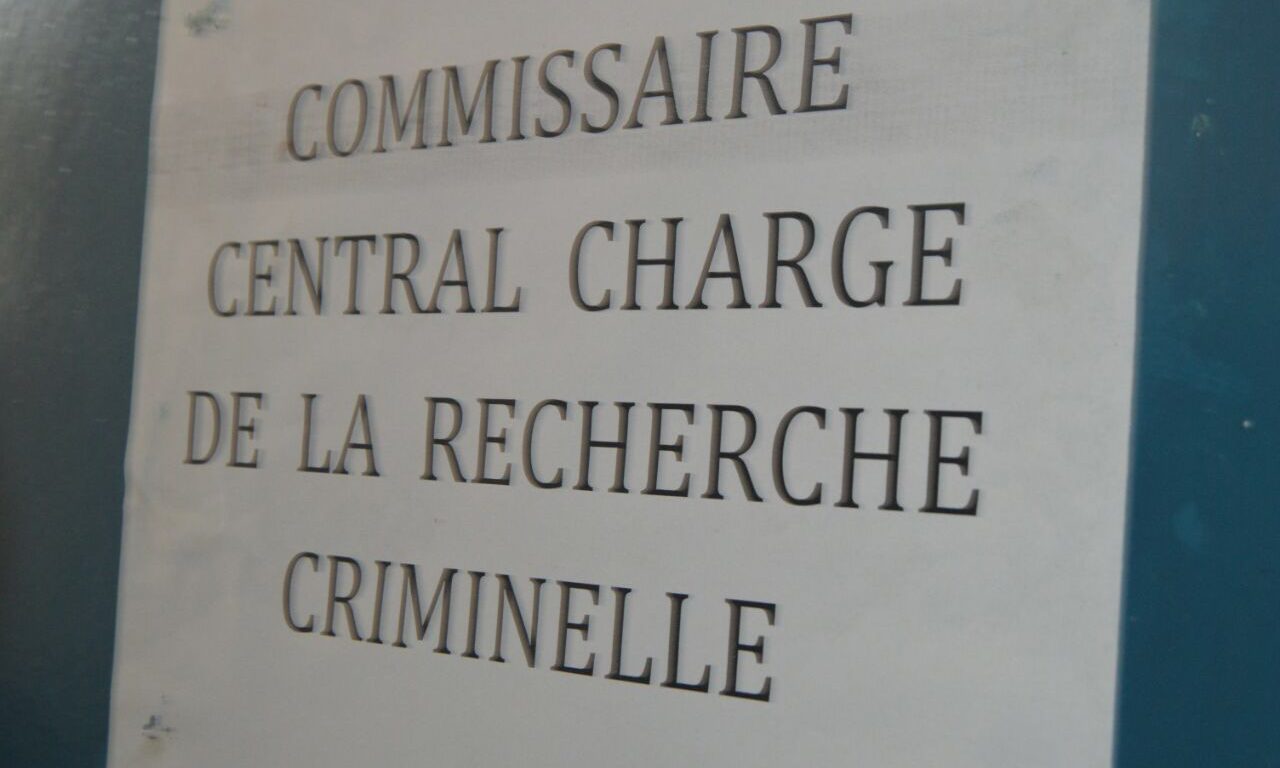 COMMISSAIRE
CENTRAL CHARGE
DE LA RECHERCHE
CRIMINELLE